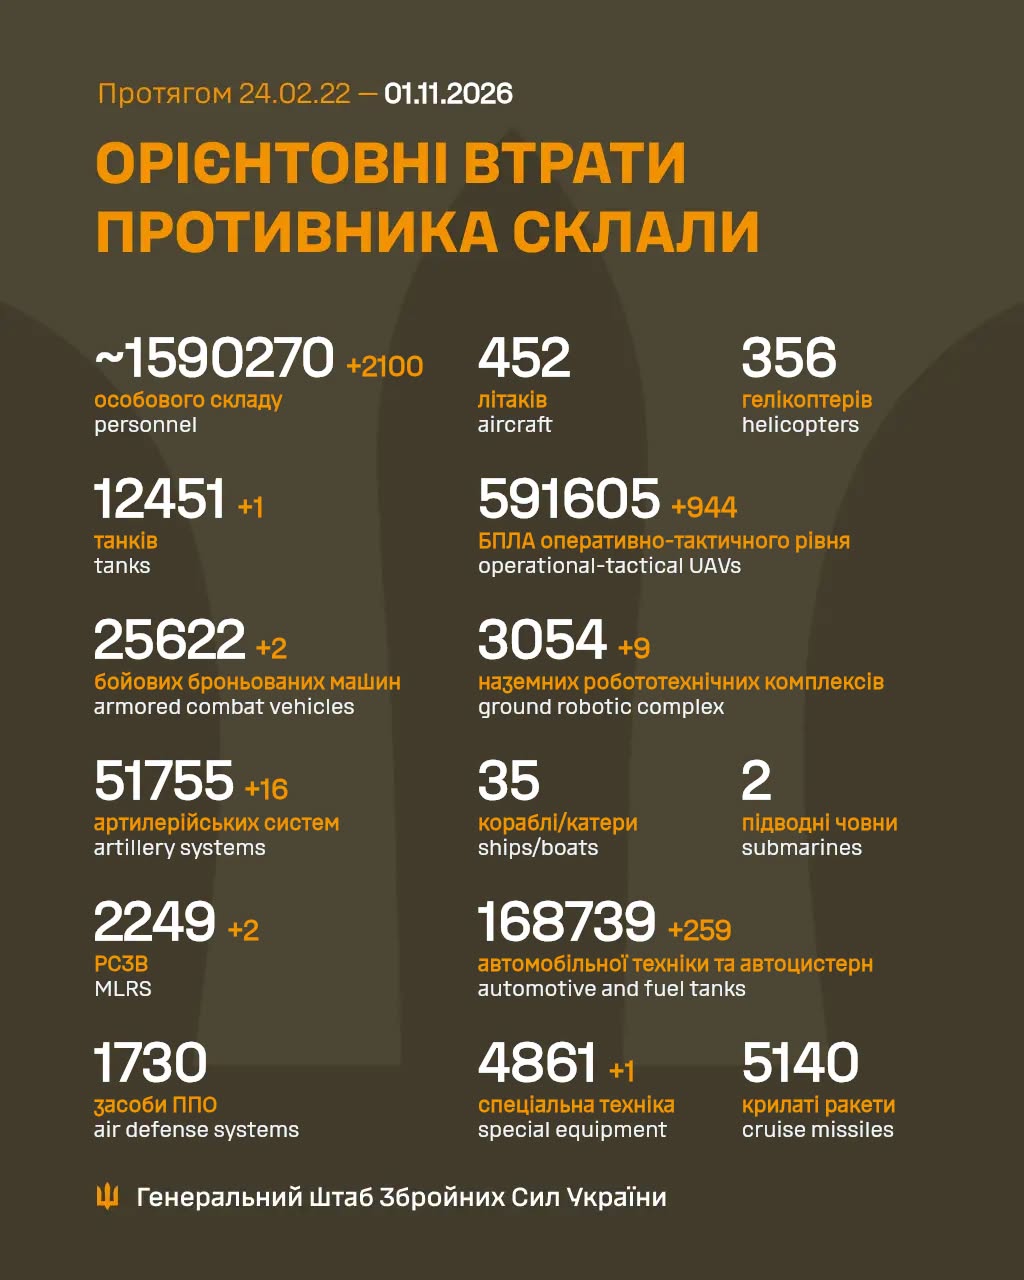 Протягом 24.02.22 — 01.11.2026
ОРІЄНТОВНІ ВТРАТИ
ПРОТИВНИКА СКЛАЛИ
~1590270 +2100
особового складу
personnel
452
літаків
aircraft
356
гелікоптерів
helicopters
12451 +1
танків
tanks
591605 +944
БПЛА оперативно-тактичного рівня
operational-tactical UAVs
25622 +2
бойових броньованих машин
armored combat vehicles
3054 +9
наземних робототехнічних комплексів
ground robotic complex
51755 +16
артилерійських систем
artillery systems
35
кораблі/катери
ships/boats
2
підводні човни
submarines
2249 +2
РСЗВ
MLRS
168739 +259
автомобільної техніки та автоцистерн
automotive and fuel tanks
1730
засоби ППО
air defense systems
4861 +1
спеціальна техніка
special equipment
5140
крилаті ракети
cruise missiles
Генеральний штаб Збройних Сил України